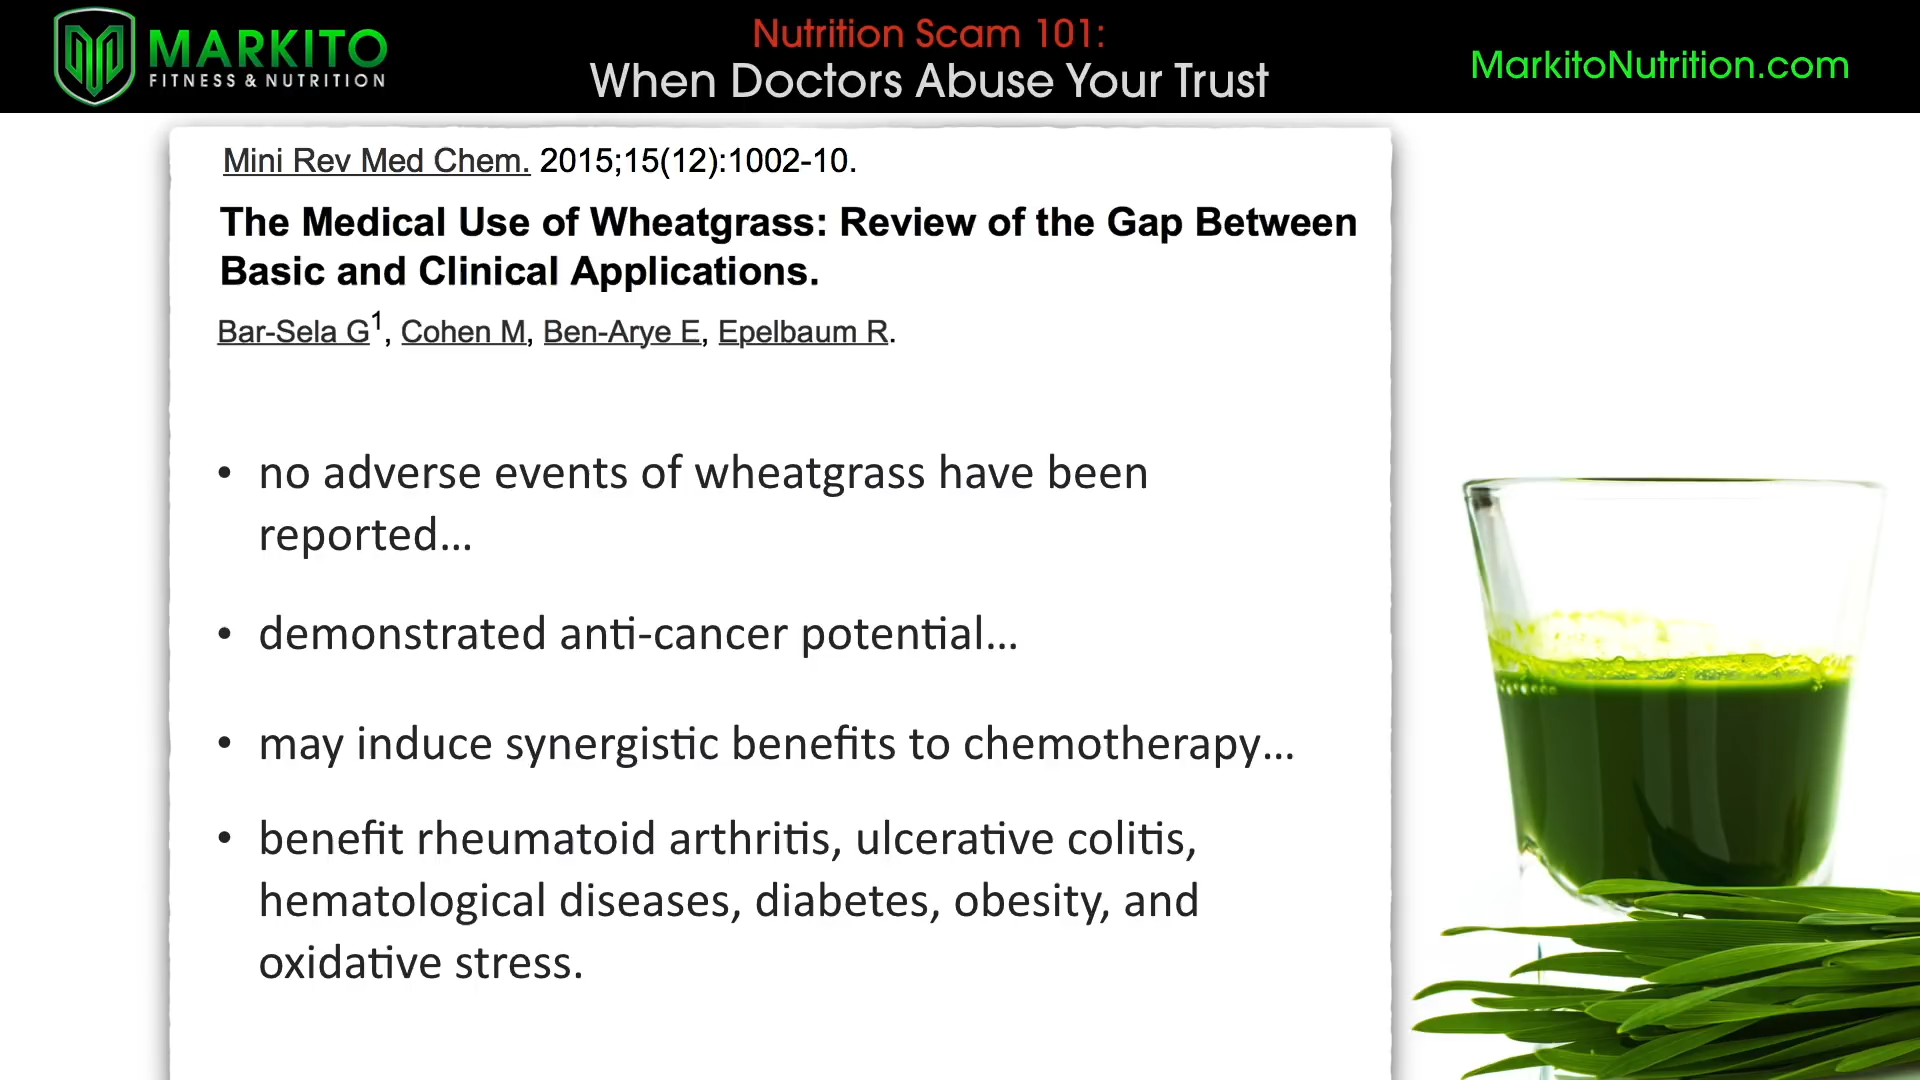 MARKITO
FITNESS & NUTRITION
Nutrition Scam 101:
When Doctors Abuse Your Trust
MarkitoNutrition.com
Mini Rev Med Chem. 2015;15(12):1002-10.
The Medical Use of Wheatgrass: Review of the Gap Between
Basic and Clinical Applications.
Bar-Sela G1, Cohen M, Ben-Arye E, Epelbaum R.
• no adverse events of wheatgrass have been
reported...
• demonstrated anti-cancer potential...
• may induce synergistic benefits to chemotherapy...
• benefit rheumatoid arthritis, ulcerative colitis,
hematological diseases, diabetes, obesity, and
oxidative stress.